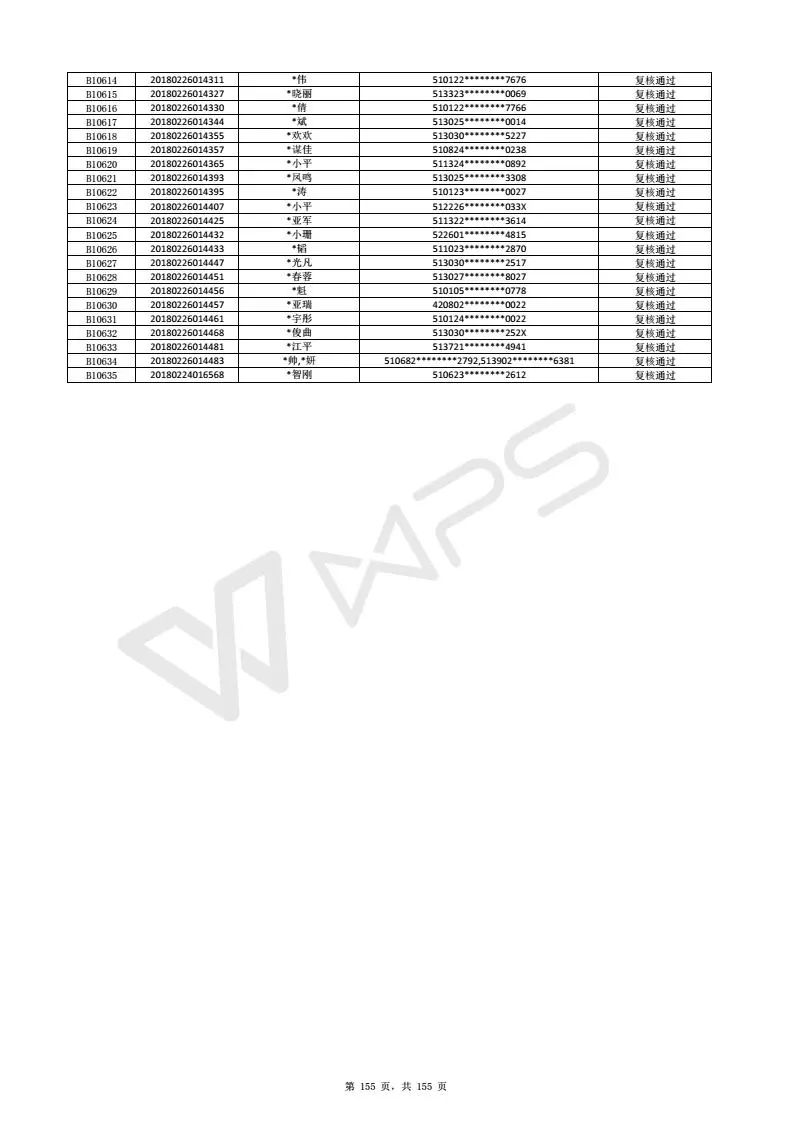 B10614 20180226014311 *伟 510122********7676 复核通过
B10615 20180226014327 *晓丽 513323********0069 复核通过
B10616 20180226014330 *倩 510122********7766 复核通过
B10617 20180226014344 *斌 513025********0014 复核通过
B10618 20180226014355 *欢欢 513030********5227 复核通过
B10619 20180226014357 *谋佳 510824********0238 复核通过
B10620 20180226014365 *小平 511324********0892 复核通过
B10621 20180226014393 *凤鸣 513025********3308 复核通过
B10622 20180226014395 *涛 510123********0027 复核通过
B10623 20180226014407 *小平 512226********033X 复核通过
B10624 20180226014425 *亚军 511322********3614 复核通过
B10625 20180226014432 *小珊 522601********4815 复核通过
B10626 20180226014433 *韬 511023********2870 复核通过
B10627 20180226014447 *光凡 513030********2517 复核通过
B10628 20180226014451 *春蓉 513027********8027 复核通过
B10629 20180226014456 *魁 510105********0778 复核通过
B10630 20180226014457 *亚瑞 420802********0022 复核通过
B10631 20180226014461 *宇彤 510124********0022 复核通过
B10632 20180226014468 *俊曲 513030********252X 复核通过
B10633 20180226014481 *江平 513721********4941 复核通过
B10634 20180226014483 *帅,*妍 510682********2792,513902********6381 复核通过
B10635 20180224016568 *智刚 510623********2612 复核通过
WPS
第 155 页，共 155 页